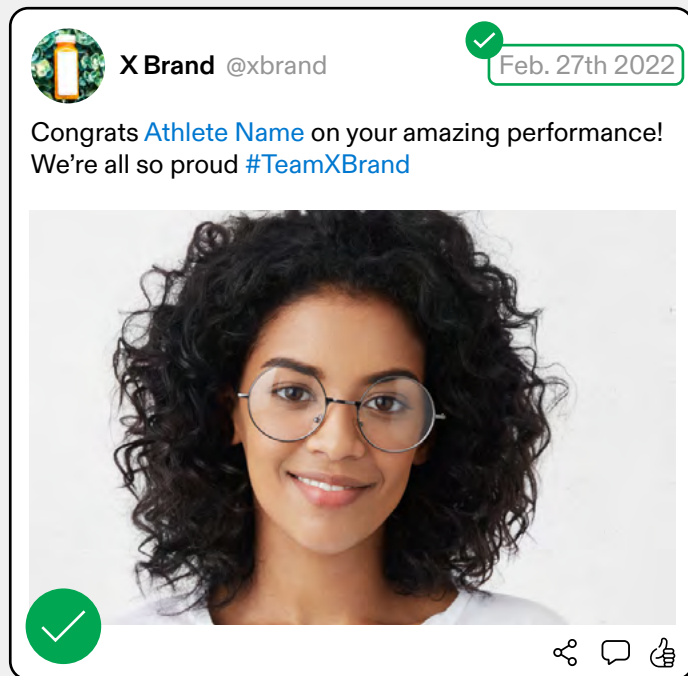 X Brand @xbrand
Feb. 27th 2022
Congrats Athlete Name on your amazing performance!
We’re all so proud #TeamXBrand